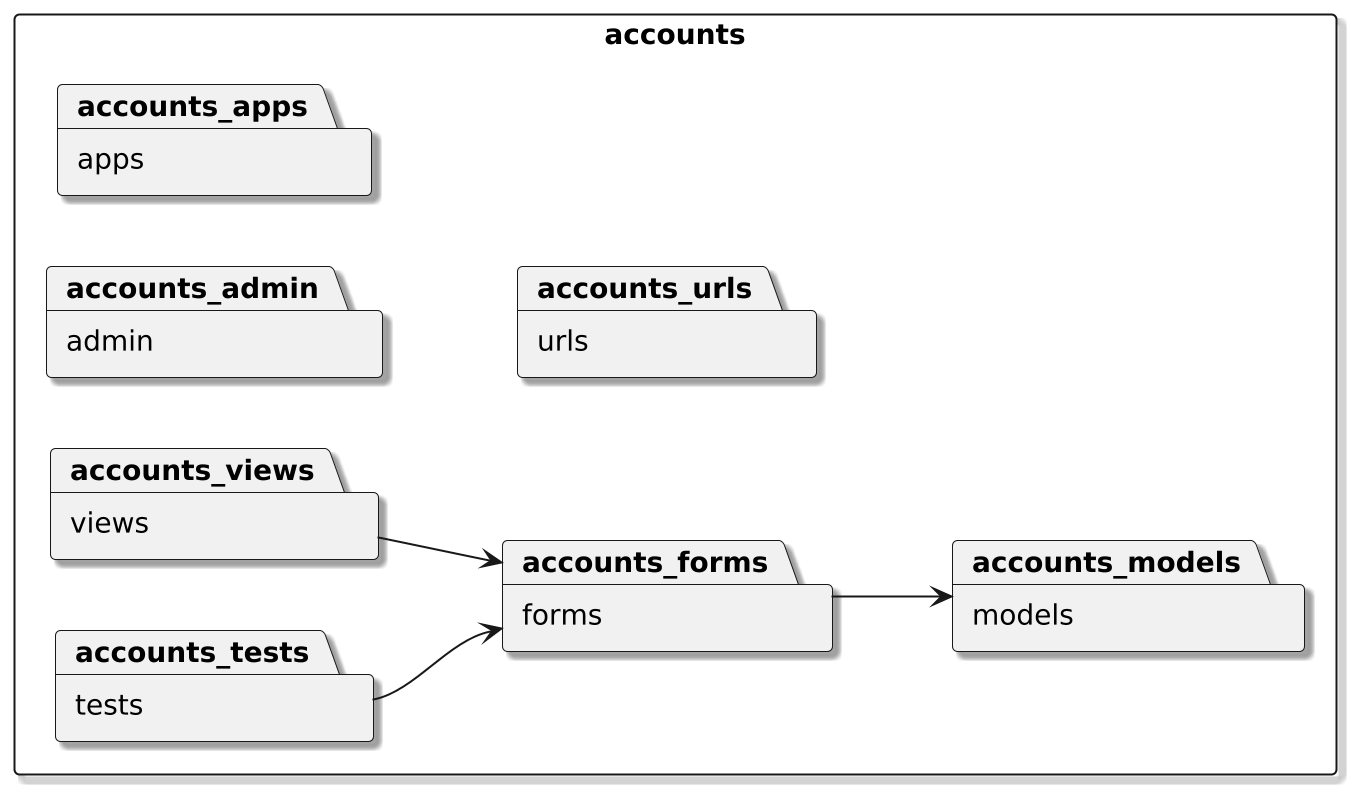 accounts
accounts_apps
apps
accounts_admin
admin
accounts_urls
urls
accounts_views
views
accounts_forms
forms
accounts_models
models
accounts_tests
tests